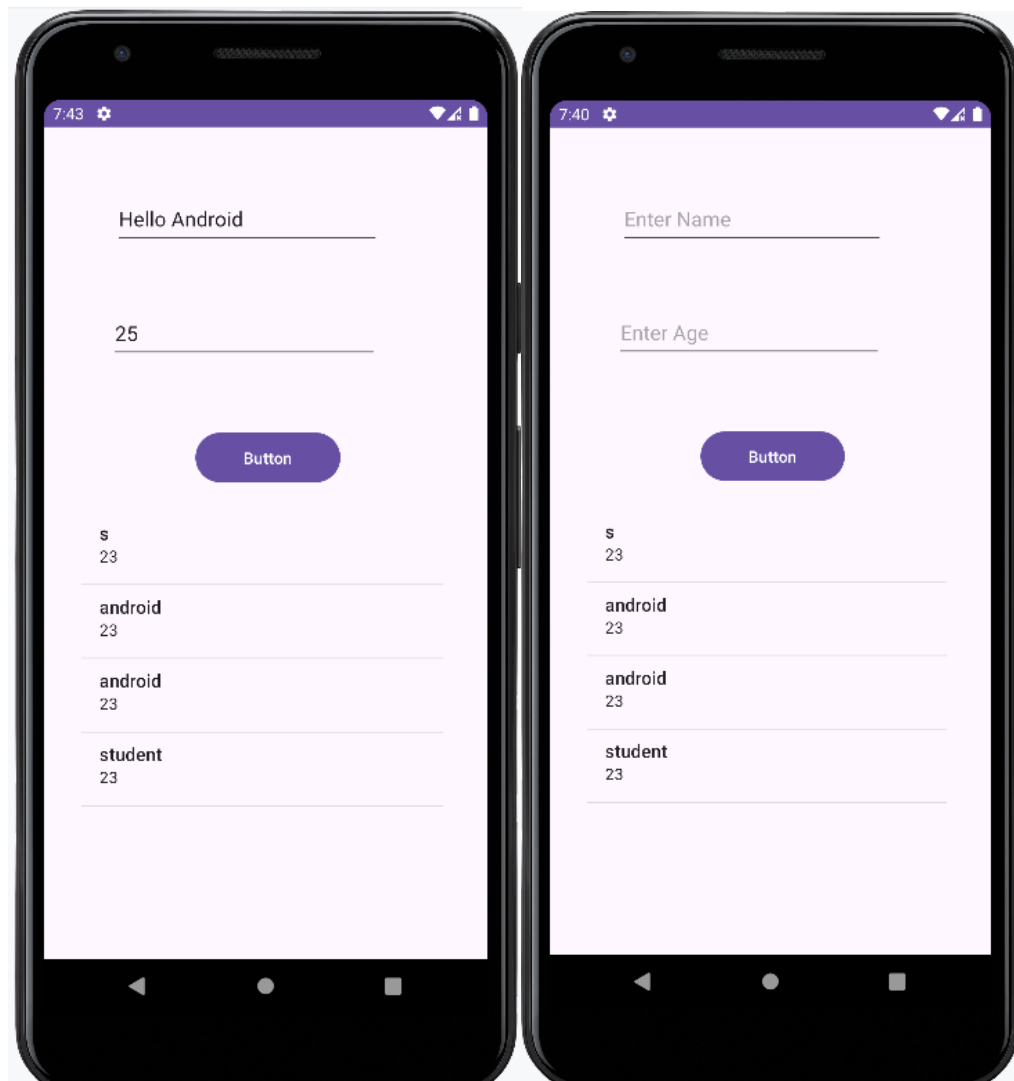 7:43
Hello Android
25
Button
s
23
android
23
android
23
student
23
7:40
Enter Name
Enter Age
Button
s
23
android
23
android
23
student
23